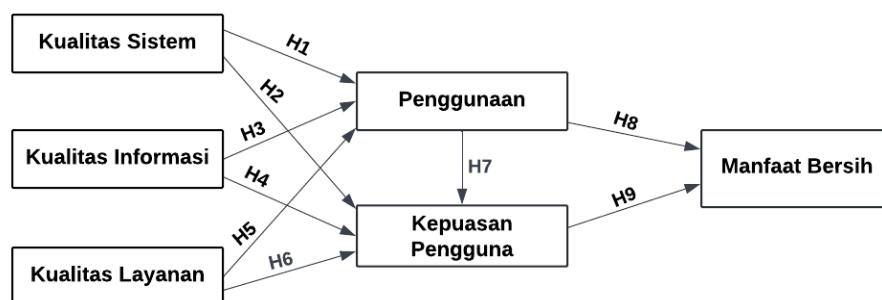 Kualitas Sistem
H1
H2
Penggunaan
H3
Kualitas Informasi
H4
H5
H6
Kualitas Layanan
H7
Kepuasan
Pengguna
H8
H9
Manfaat Bersih